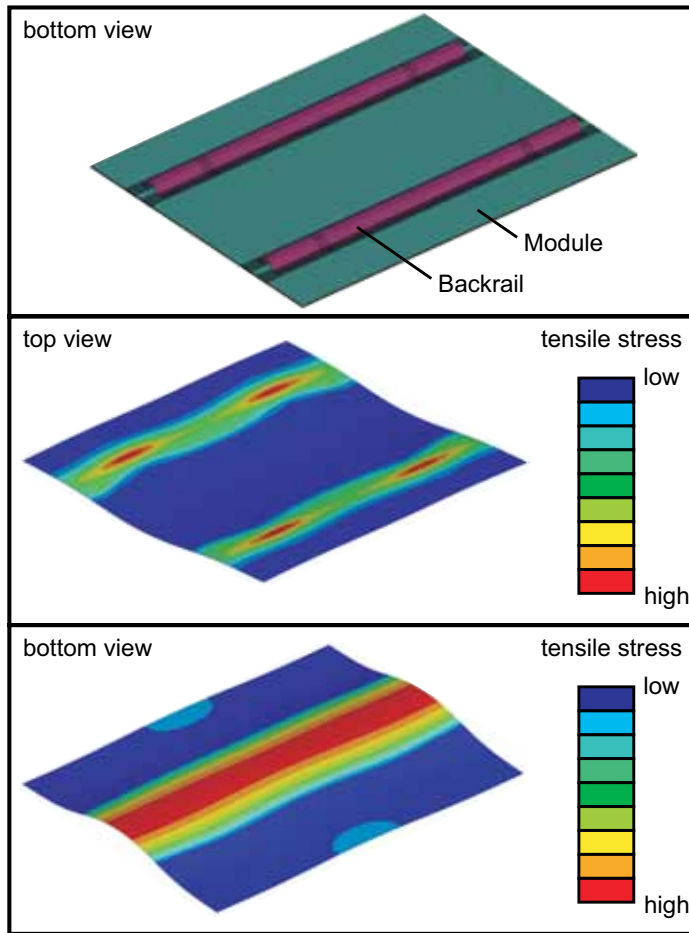 bottom view
Module
Backrail
top view
tensile stress
low
high
bottom view
tensile stress
low
high